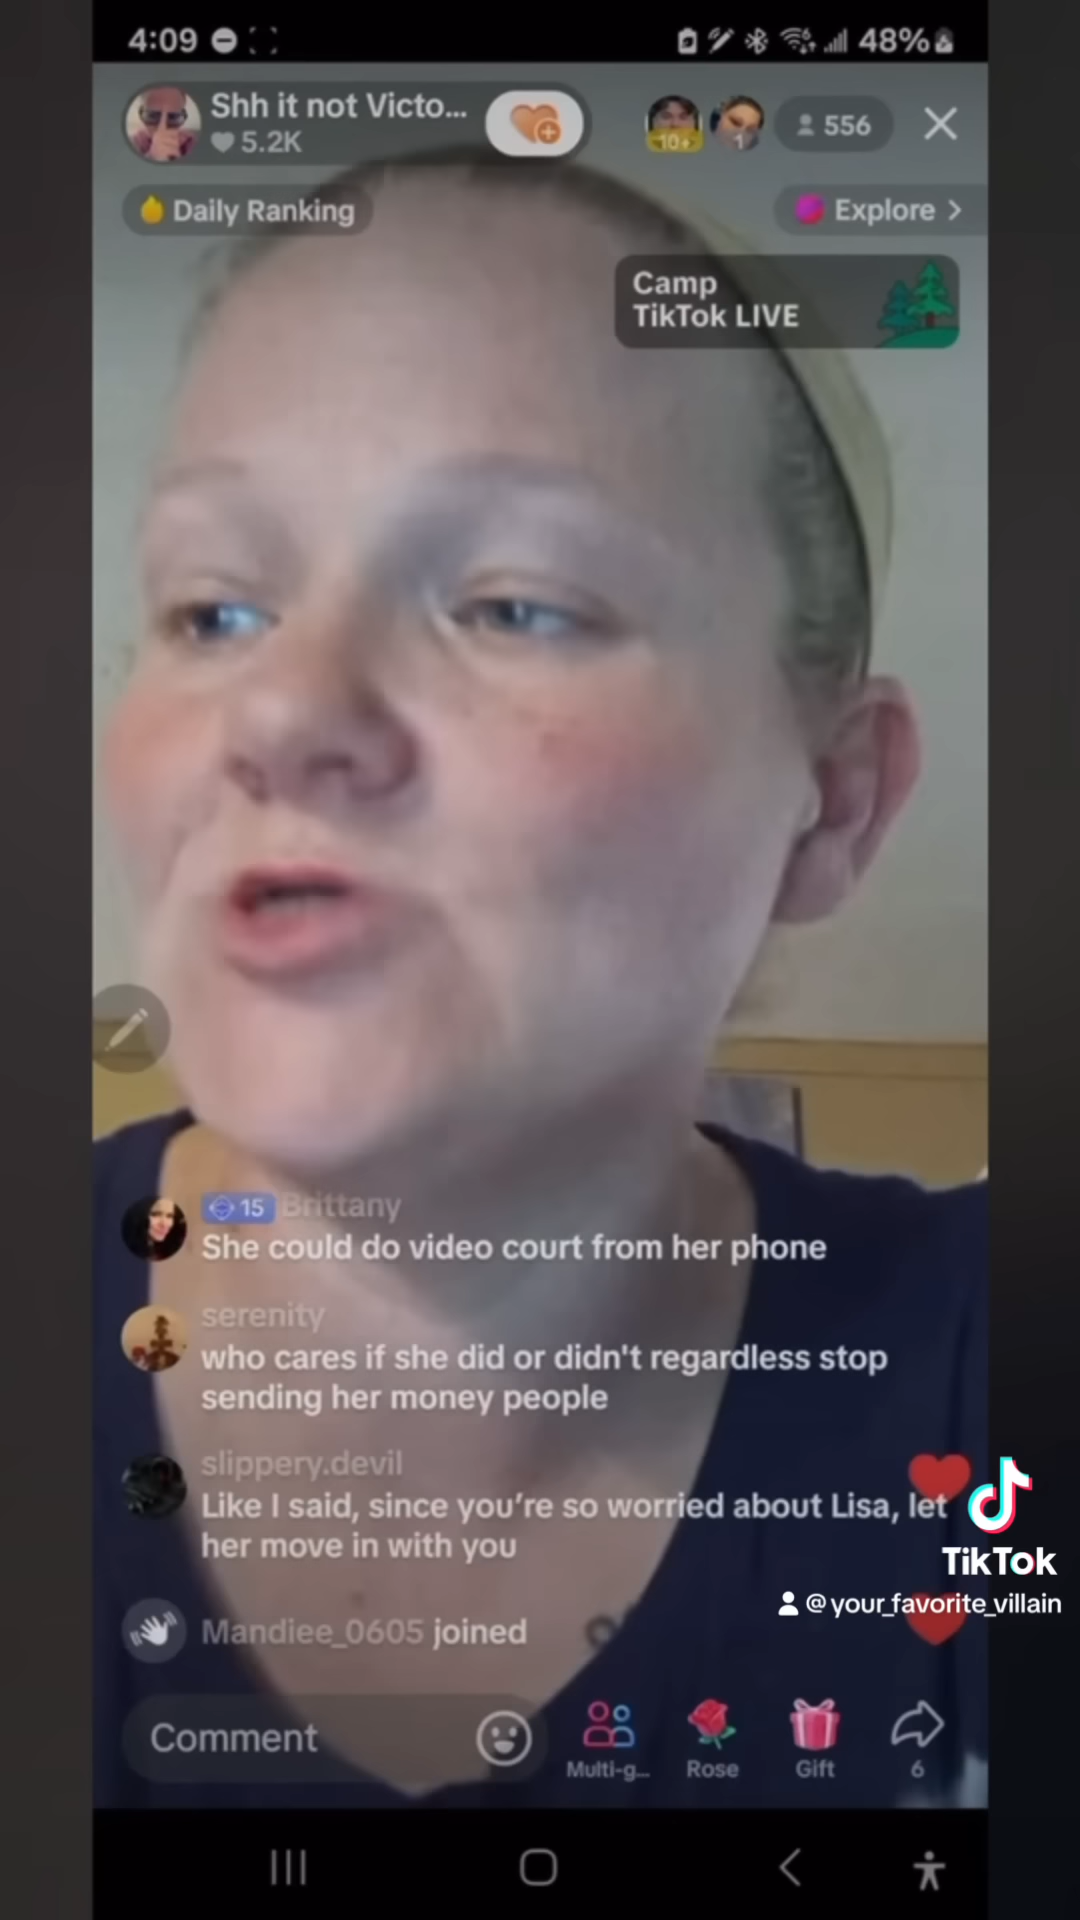 4:09
48%
Shh it not Victo...
5.2K
10+
1
556
Daily Ranking
Explore >
Camp
TikTok LIVE
15 Brittany
She could do video court from her phone
serenity
who cares if she did or didn't regardless stop
sending her money people
slippery.devil
Like I said, since you’re so worried about Lisa, let
her move in with you
TikTok
@your_favorite_villain
Mandiee_0605 joined
Comment
Multi-g...
Rose
Gift
6